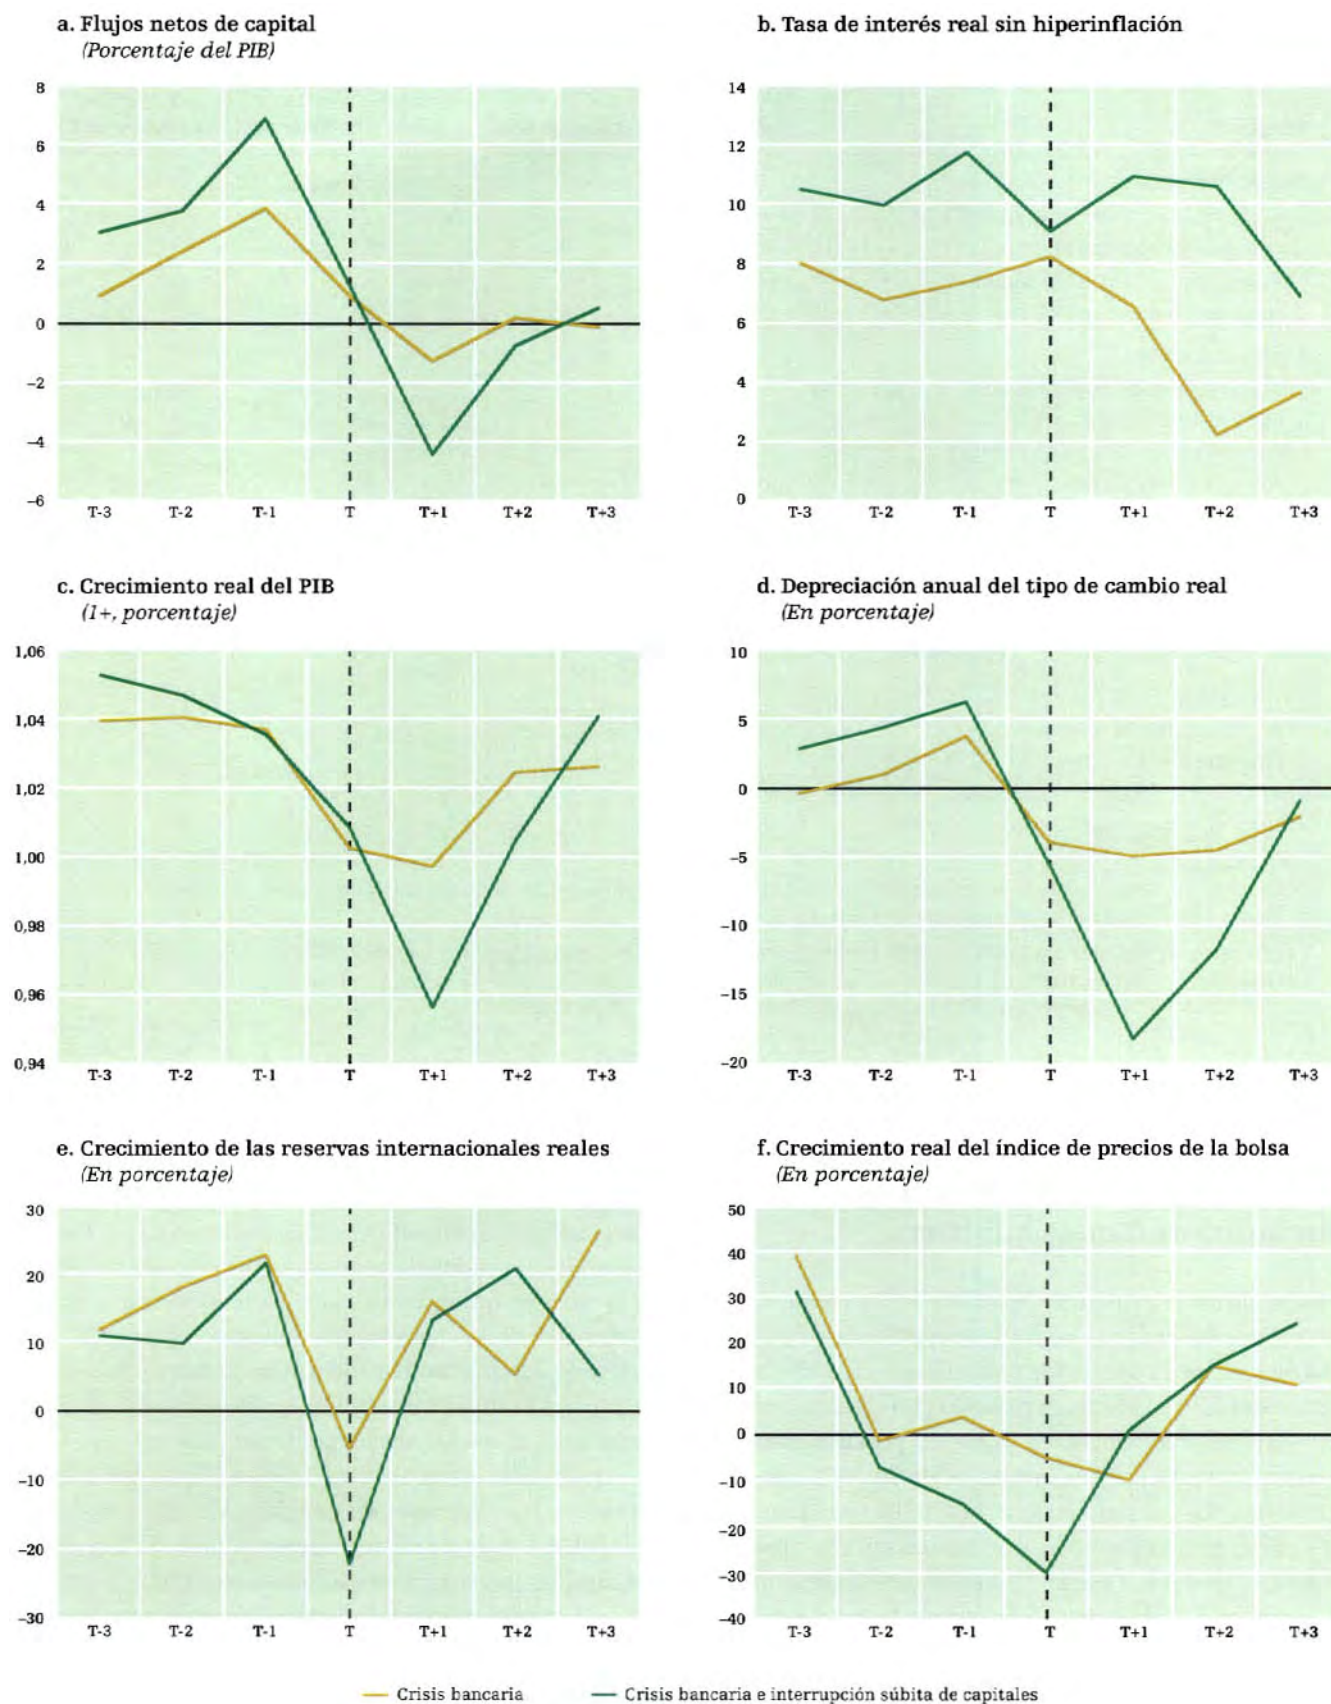 a. Flujos netos de capital
(Porcentaje del PIB)
8
6
4
2
0
−2
−4
−6
T-3 T-2 T-1 T T+1 T+2 T+3
b. Tasa de interés real sin hiperinflación
14
12
10
8
6
4
2
0
T-3 T-2 T-1 T T+1 T+2 T+3
c. Crecimiento real del PIB
(1+, porcentaje)
1,06
1,04
1,02
1,00
0,98
0,96
0,94
T-3 T-2 T-1 T T+1 T+2 T+3
d. Depreciación anual del tipo de cambio real
(En porcentaje)
10
5
0
−5
−10
−15
−20
T-3 T-2 T-1 T T+1 T+2 T+3
e. Crecimiento de las reservas internacionales reales
(En porcentaje)
30
20
10
0
−10
−20
−30
T-3 T-2 T-1 T T+1 T+2 T+3
f. Crecimiento real del índice de precios de la bolsa
(En porcentaje)
50
40
30
20
10
0
−10
−20
−30
−40
T-3 T-2 T-1 T T+1 T+2 T+3
Crisis bancaria
Crisis bancaria e interrupción súbita de capitales